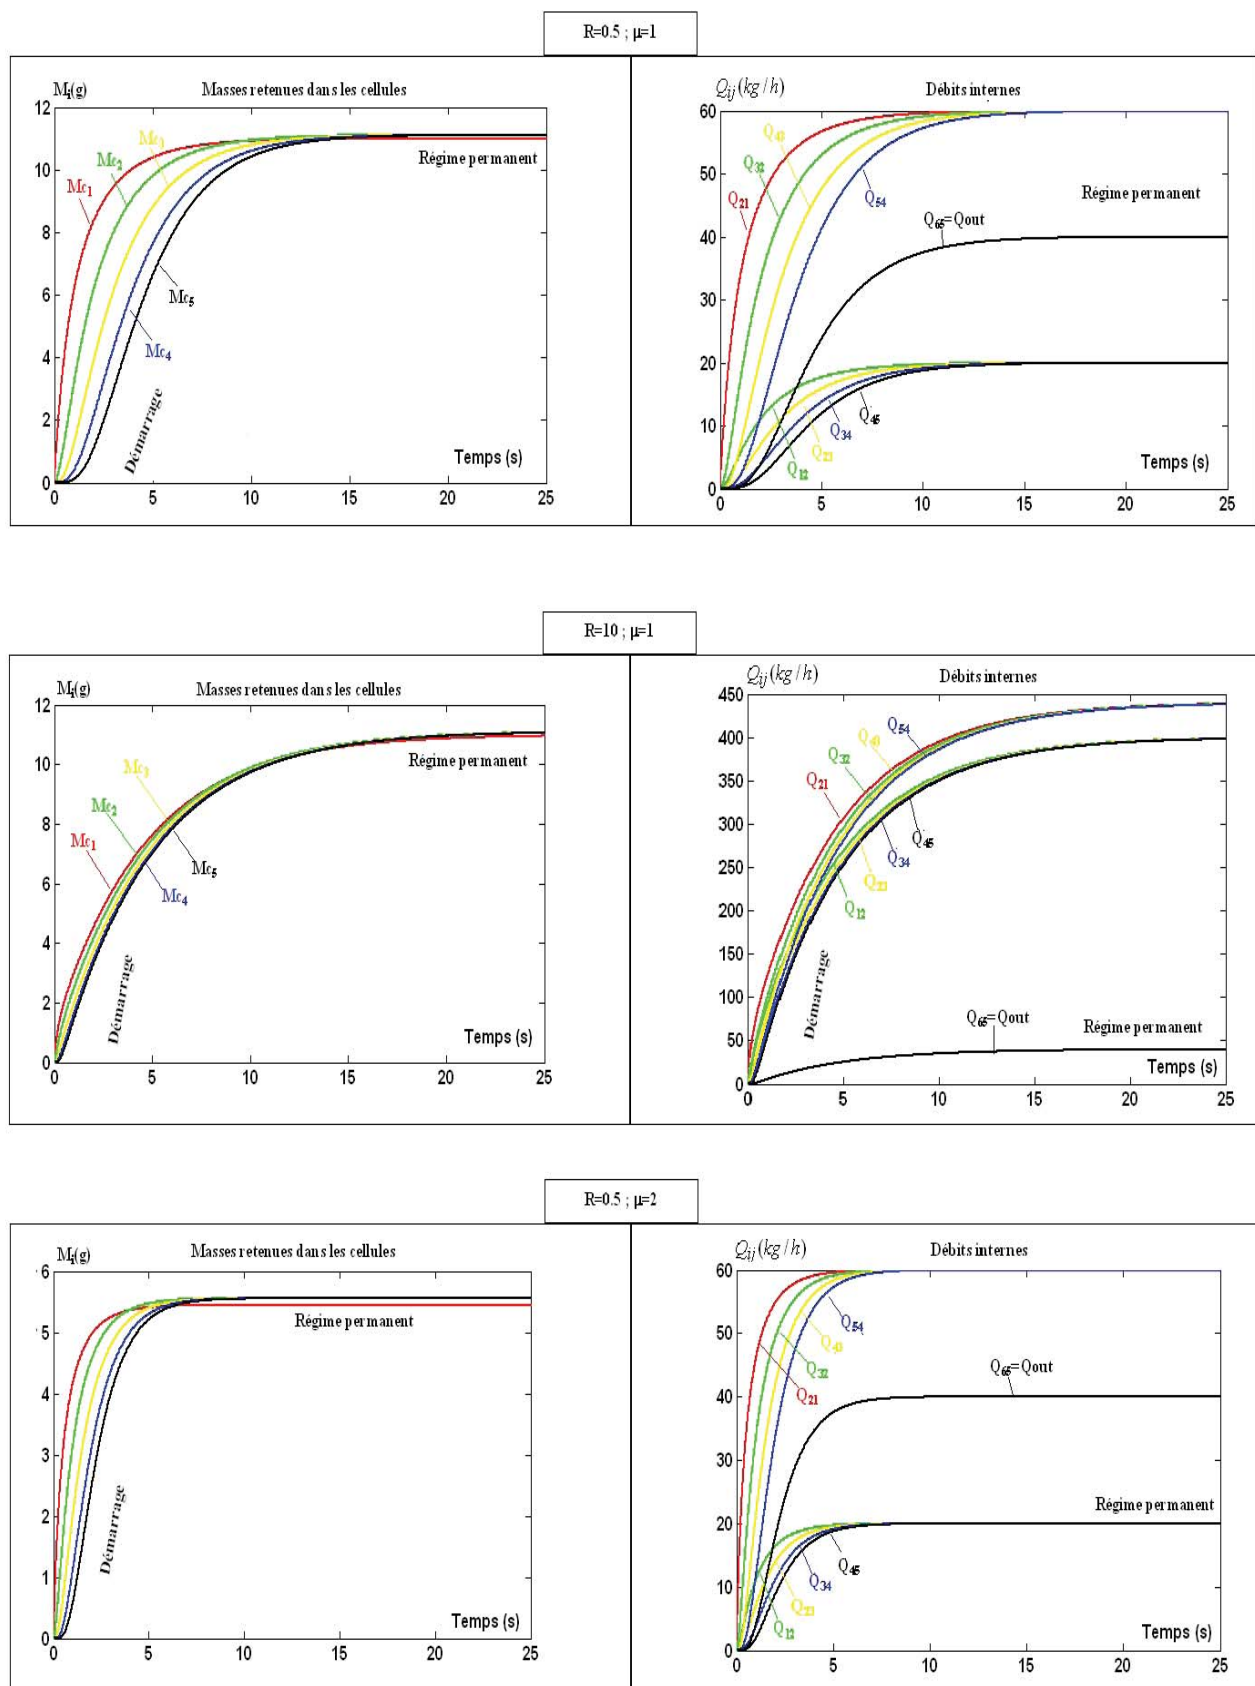 R=0.5 ; µ=1
Mᵢ(g)
Masses retenues dans les cellules
12
10
8
6
4
2
0
Mc₁
Mc₂
Mc₃
Régime permanent
Mc₅
Mc₄
Démarrage
Temps (s)
0 5 10 15 20 25
Qij (kg/h)
Débits internes
60
50
40
30
20
10
0
Q₄₃
Q₃₂
Q₂₁
Q₅₄
Régime permanent
Q₆₅=Qout
Q₄₅
Q₃₄
Q₂₃
Q₁₂
Temps (s)
0 5 10 15 20 25
R=10 ; µ=1
Mᵢ(g)
Masses retenues dans les cellules
12
10
8
6
4
2
0
Mc₃
Mc₂
Mc₁
Régime permanent
Mc₅
Mc₄
Démarrage
Temps (s)
0 5 10 15 20 25
Qij (kg/h)
Débits internes
450
400
350
300
250
200
150
100
50
0
Q₅₄
Q₄₃
Q₃₂
Q₂₁
Q₄₅
Q₃₄
Q₂₃
Q₁₂
Démarrage
Q₆₅=Qout
Régime permanent
Temps (s)
0 5 10 15 20 25
R=0.5 ; µ=2
Mᵢ(g)
Masses retenues dans les cellules
6
5
4
3
2
1
0
Régime permanent
Démarrage
Temps (s)
0 5 10 15 20 25
Qij (kg/h)
Débits internes
60
50
40
30
20
10
0
Q₅₄
Q₄₃
Q₃₂
Q₂₁
Q₆₅=Qout
Régime permanent
Q₄₅
Q₃₄
Q₂₃
Q₁₂
Temps (s)
0 5 10 15 20 25